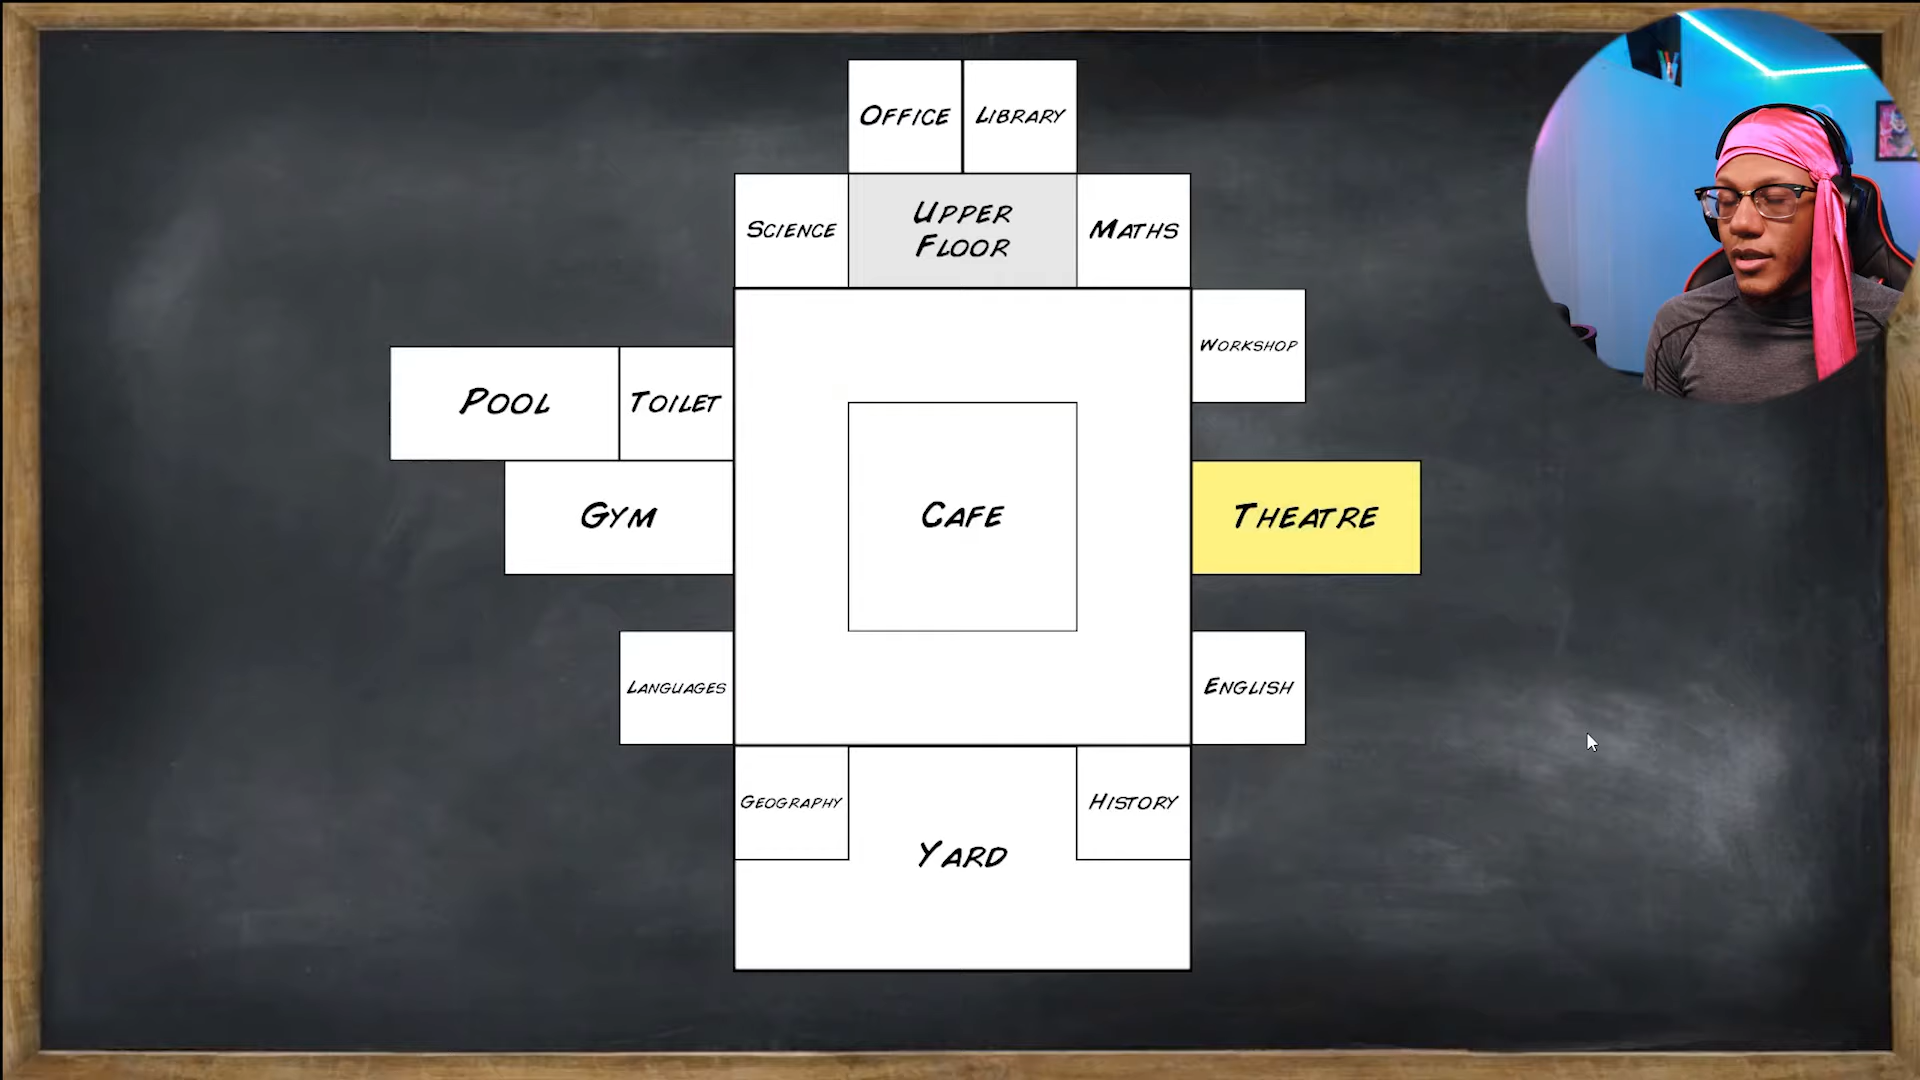 OFFICE
LIBRARY
SCIENCE
UPPER
FLOOR
MATHS
WORKSHOP
POOL
TOILET
GYM
CAFE
THEATRE
LANGUAGES
ENGLISH
GEOGRAPHY
HISTORY
YARD